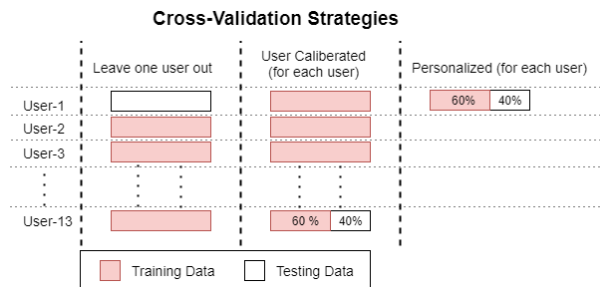 Cross-Validation Strategies
Leave one user out
User Caliberated
(for each user)
Personalized (for each user)
User-1
60%
40%
User-2
User-3
User-13
60 %
40%
Training Data
Testing Data